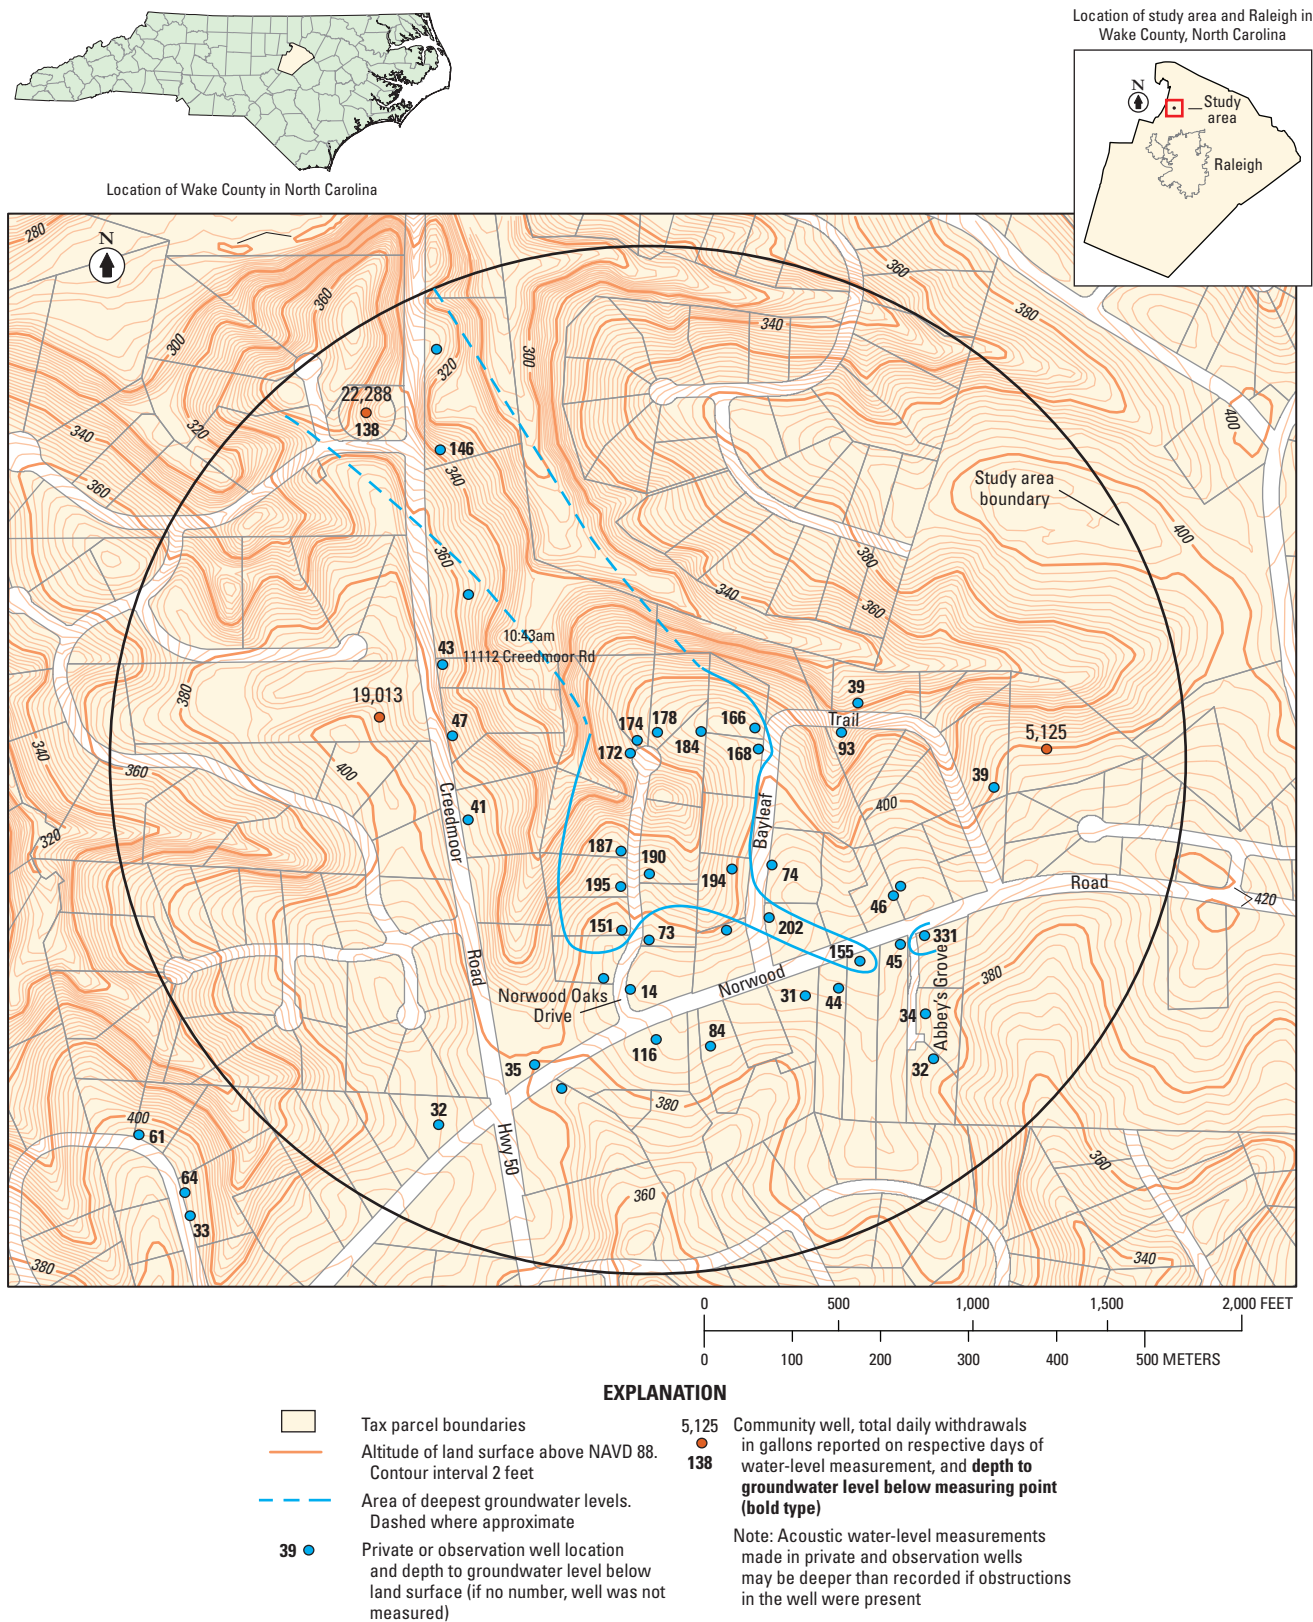 Location of study area and Raleigh in
Wake County, North Carolina
N
Study
area
Raleigh
Location of Wake County in North Carolina
N
280
360
300
320
340
360
320
300
340
360
380
400
22,288
138
146
340
360
Study area
boundary
400
380
360
340
10:43am
11112 Creedmoor Rd
43
380
19,013
47
340
360
400
320
41
Creedmoor
174
178
172
184
166
168
39
Trail
93
5,125
39
400
Bayleaf
187
190
195
194
74
46
Road
420
151
73
202
155
45
331
380
Road
Norwood Oaks
Drive
14
Norwood
31
44
34
Abbey's Grove
32
116
84
35
380
32
Hwy 50
400
61
64
33
380
360
360
340
0 500 1,000 1,500 2,000 FEET
0 100 200 300 400 500 METERS
EXPLANATION
Tax parcel boundaries
Altitude of land surface above NAVD 88.
Contour interval 2 feet
Area of deepest groundwater levels.
Dashed where approximate
39
Private or observation well location
and depth to groundwater level below
land surface (if no number, well was not
measured)
5,125
138
Community well, total daily withdrawals
in gallons reported on respective days of
water-level measurement, and depth to
groundwater level below measuring point
(bold type)
Note: Acoustic water-level measurements
made in private and observation wells
may be deeper than recorded if obstructions
in the well were present